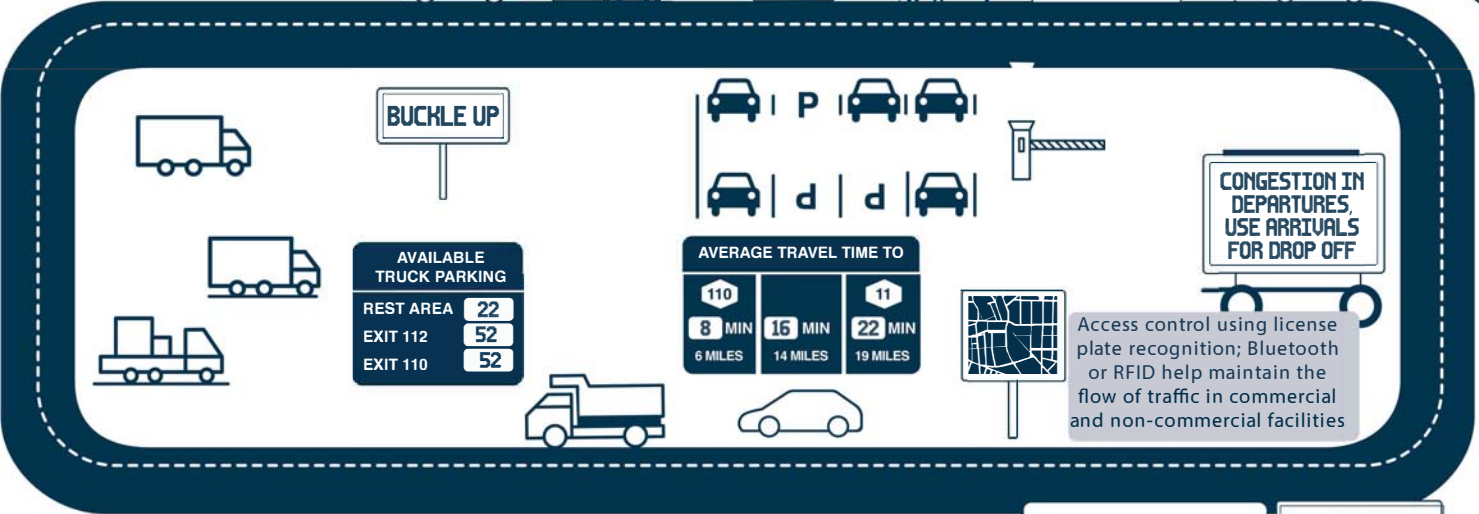 BUCKLE UP
P
P P
CONGESTION IN
DEPARTURES,
USE ARRIVALS
FOR DROP OFF
AVAILABLE
TRUCK PARKING
REST AREA 22
EXIT 112 52
EXIT 110 52
AVERAGE TRAVEL TIME TO
110 11
8 MIN 16 MIN 22 MIN
6 MILES 14 MILES 19 MILES
Access control using license
plate recognition; Bluetooth
or RFID help maintain the
flow of traffic in commercial
and non-commercial facilities